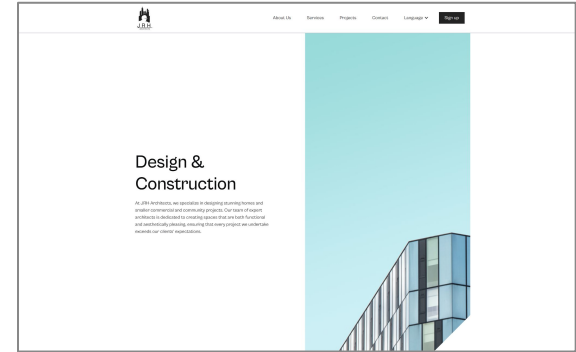 J.R.H.
About Us Services Projects Contact Language Sign up
Design &
Construction
At JRH Architects, we specialize in designing stunning homes and
smaller commercial and community projects. Our team of expert
architects is dedicated to creating spaces that are both functional
and aesthetically pleasing, ensuring that every project we undertake
exceeds our clients' expectations.